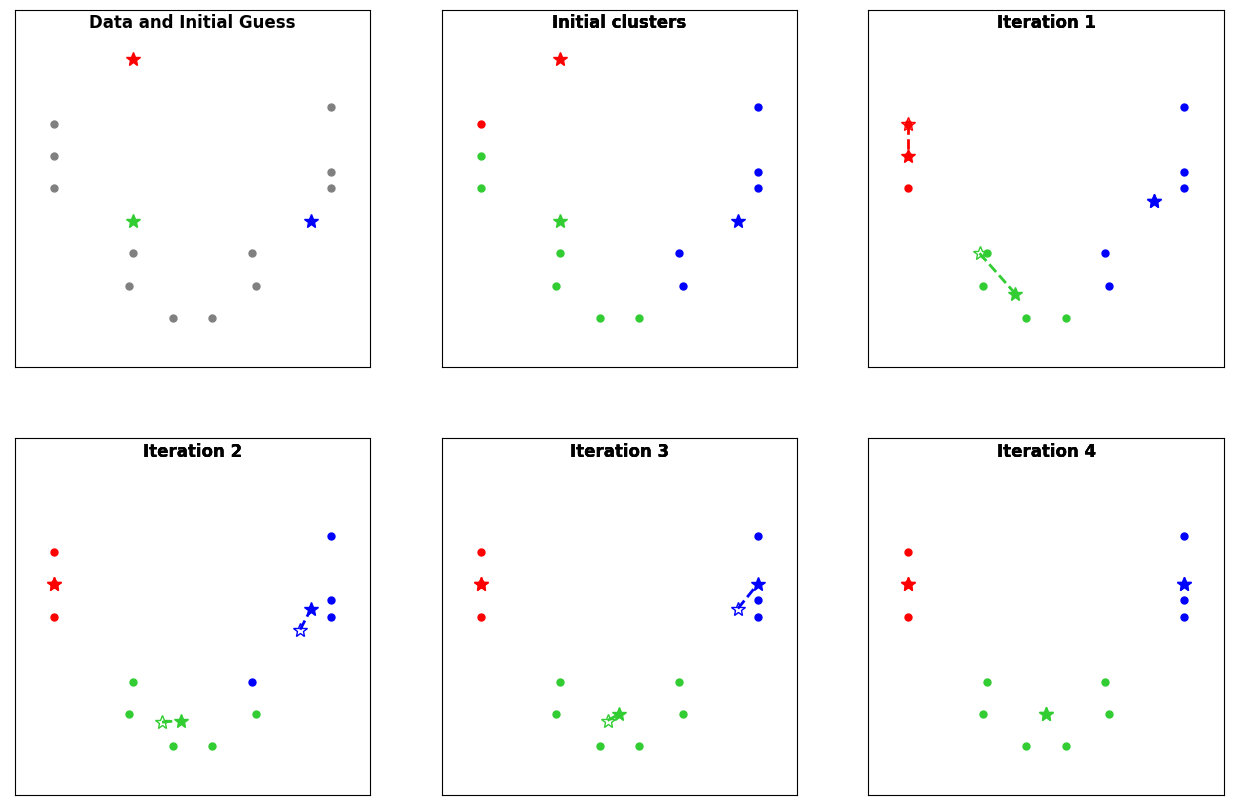 Data and Initial Guess
Initial clusters
Iteration 1
Iteration 2
Iteration 3
Iteration 4